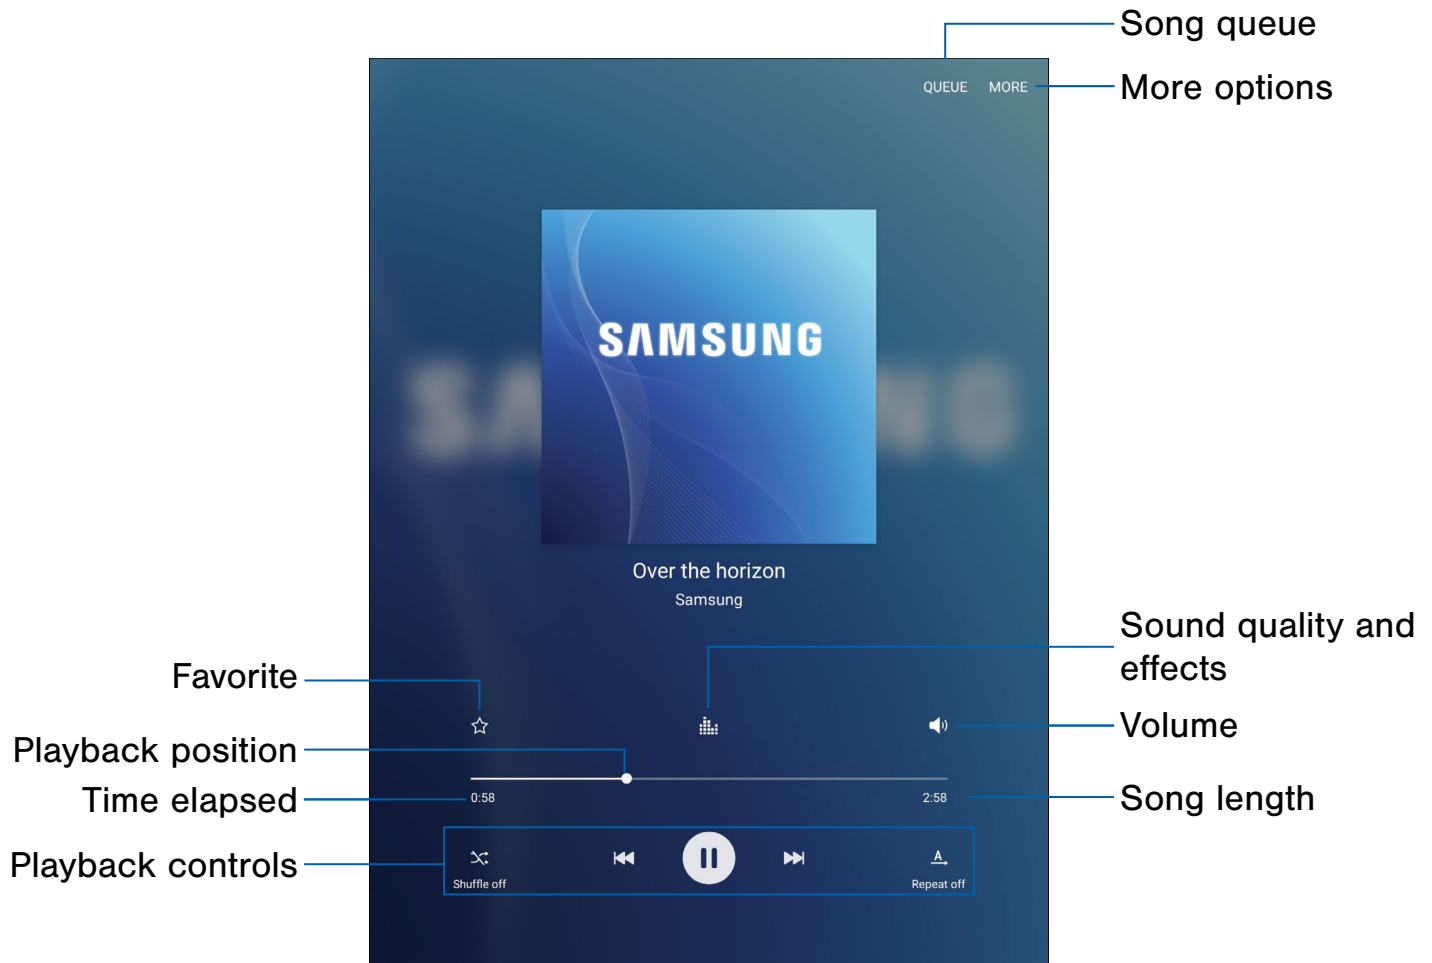 Song queue
QUEUE MORE
More options
SAMSUNG
Over the horizon
Samsung
Sound quality and
effects
Favorite
Volume
Playback position
Time elapsed
0:58
2:58
Song length
Playback controls
Shuffle off
A
Repeat off